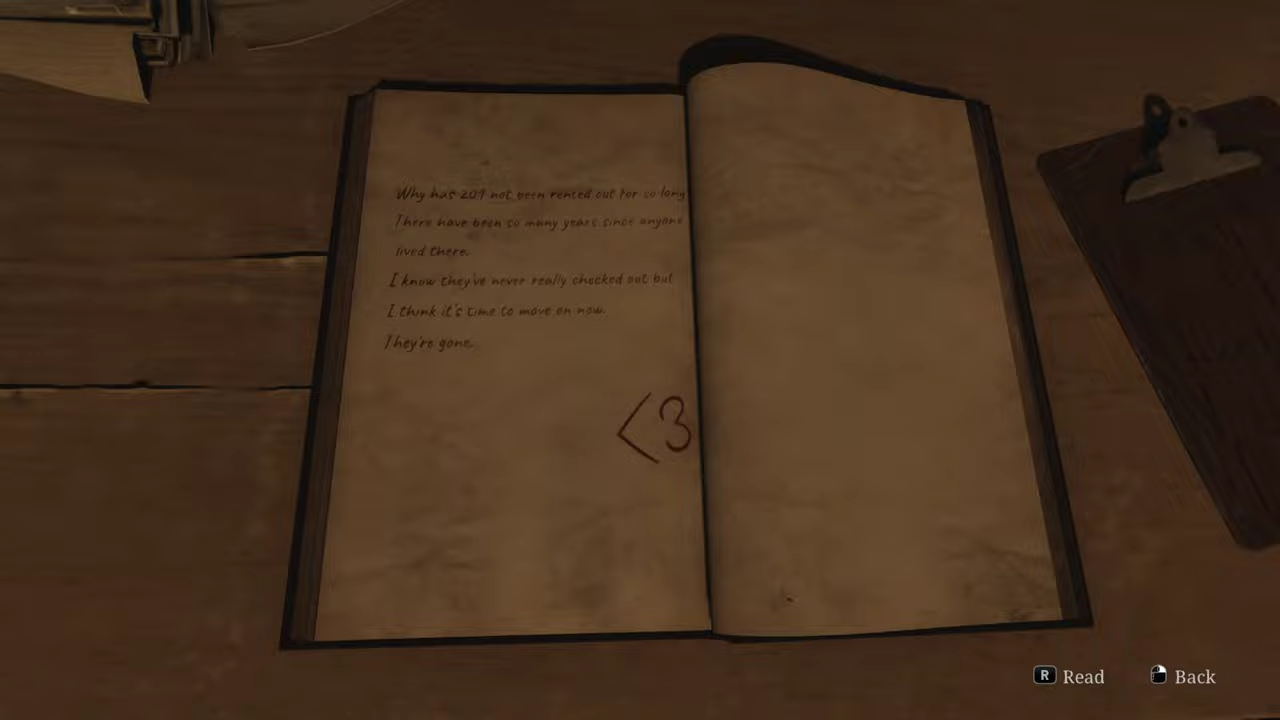 Why has 209 not been rented out for so long
There have been so many years since anyone
lived there.
I know they've never really checked out but
I think it's time to move on now.
They're gone.
<3
R Read
Back